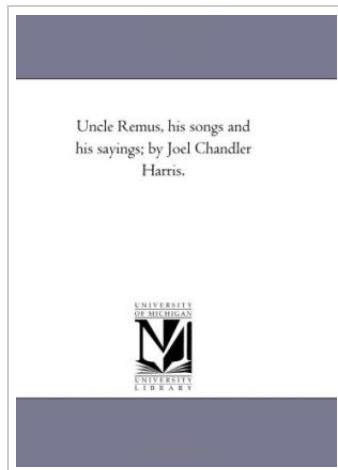 Uncle Remus, his songs and
his sayings; by Joel Chandler
Harris.
UNIVERSITY
OF MICHIGAN
M
UNIVERSITY
LIBRARY